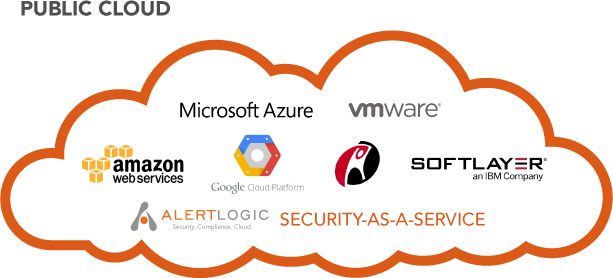 PUBLIC CLOUD
Microsoft Azure
vmware®
amazon
web services
Google Cloud Platform
SOFTLAYER®
an IBM Company
ALERTLOGIC
Security. Compliance. Cloud.
SECURITY-AS-A-SERVICE